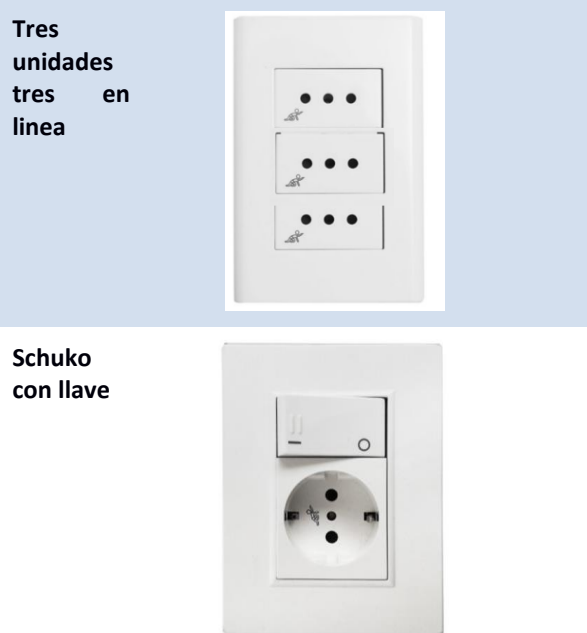 Tres
unidades
tres en
linea
Schuko
con llave